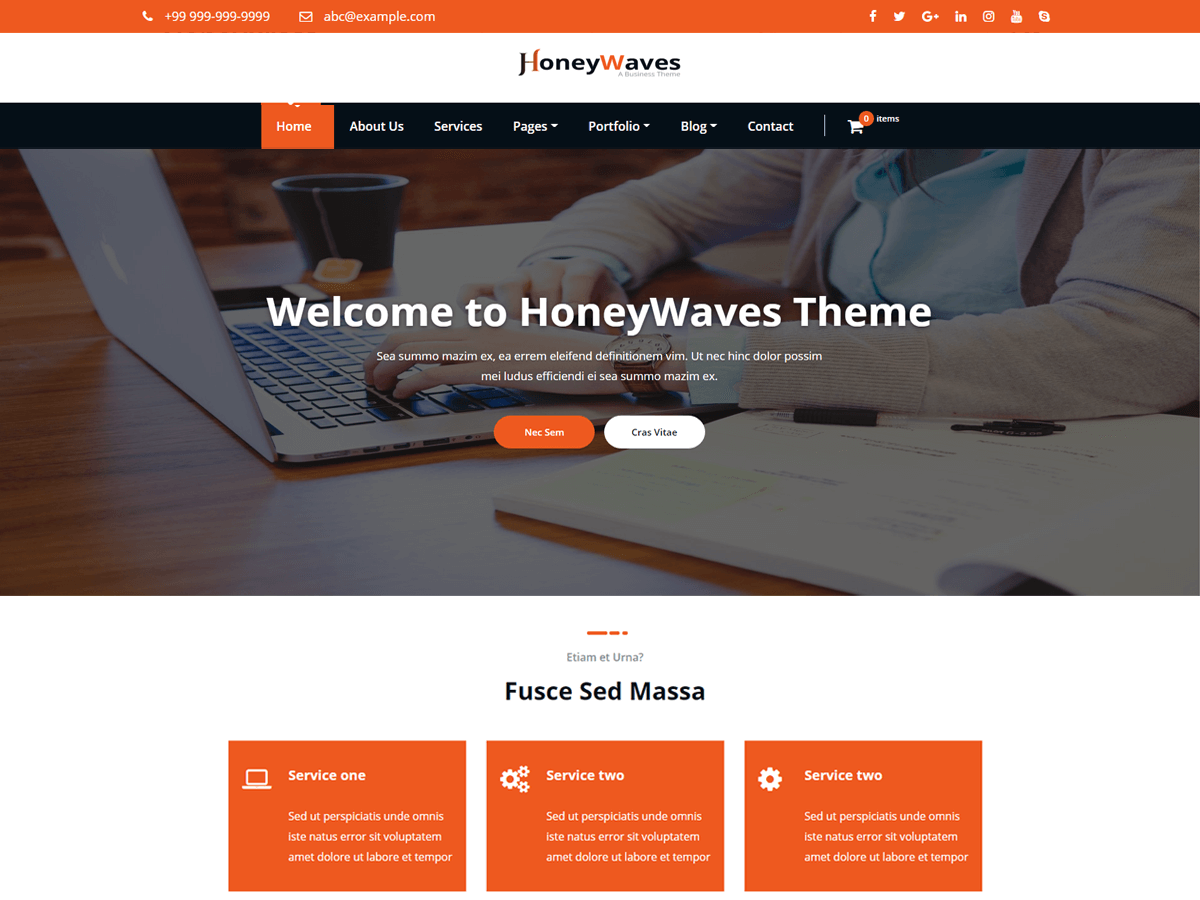 +99 999-999-9999
abc@example.com
HoneyWaves
A Business Theme
Home
About Us
Services
Pages
Portfolio
Blog
Contact
0
items
Welcome to HoneyWaves Theme
Sea summo mazim ex, ea errem eleifend definitionem vim. Ut nec hinc dolor possim
mei ludus efficiendi ei sea summo mazim ex.
Nec Sem
Cras Vitae
Etiam et Urna?
Fusce Sed Massa
Service one
Sed ut perspiciatis unde omnis
iste natus error sit voluptatem
amet dolore ut labore et tempor
Service two
Sed ut perspiciatis unde omnis
iste natus error sit voluptatem
amet dolore ut labore et tempor
Service two
Sed ut perspiciatis unde omnis
iste natus error sit voluptatem
amet dolore ut labore et tempor